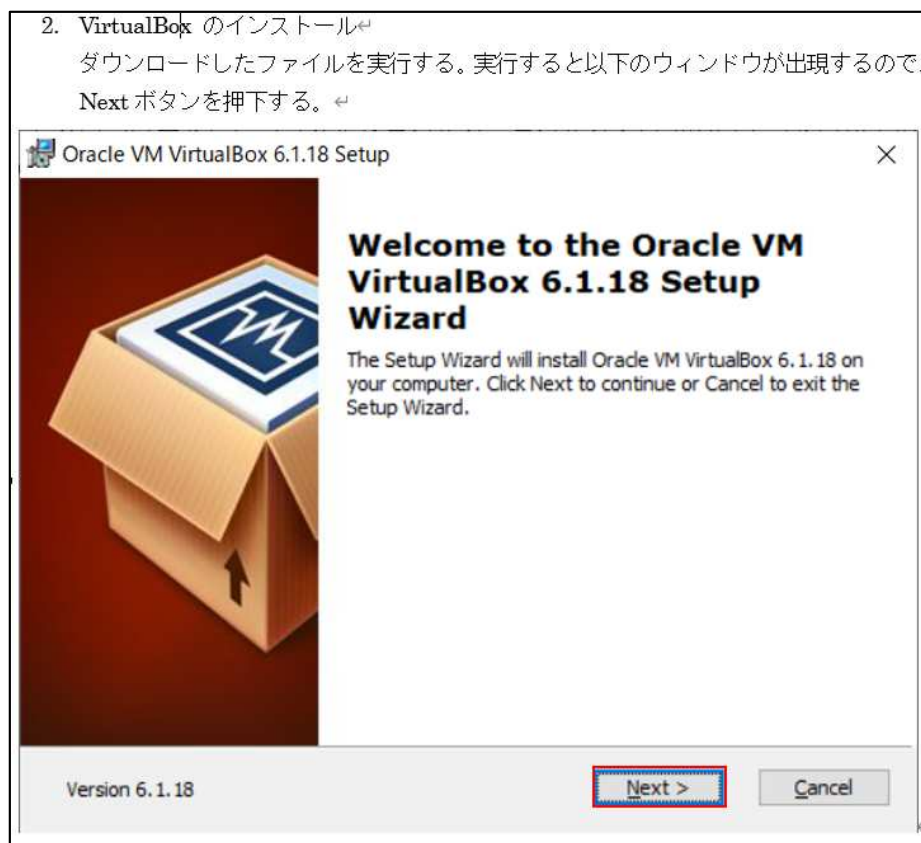 2. VirtualBox のインストール↵
ダウンロードしたファイルを実行する。実行すると以下のウィンドウが出現するので、
Next ボタンを押下する。↵
Oracle VM VirtualBox 6.1.18 Setup
Welcome to the Oracle VM
VirtualBox 6.1.18 Setup
Wizard
The Setup Wizard will install Oracle VM VirtualBox 6.1.18 on
your computer. Click Next to continue or Cancel to exit the
Setup Wizard.
Version 6.1.18
Next >
Cancel